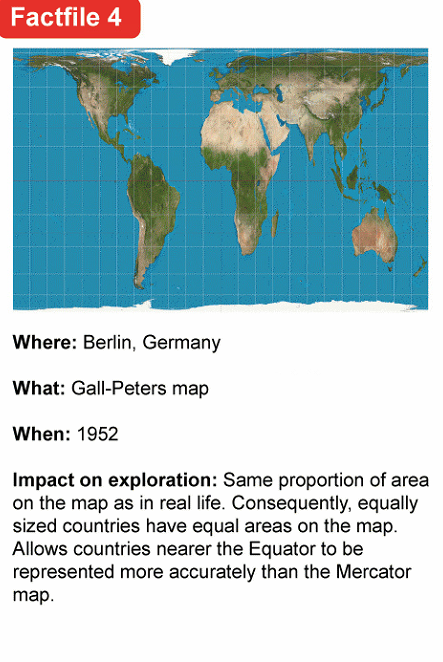 Factfile 4
Where: Berlin, Germany
What: Gall-Peters map
When: 1952
Impact on exploration: Same proportion of area
on the map as in real life. Consequently, equally
sized countries have equal areas on the map.
Allows countries nearer the Equator to be
represented more accurately than the Mercator
map.